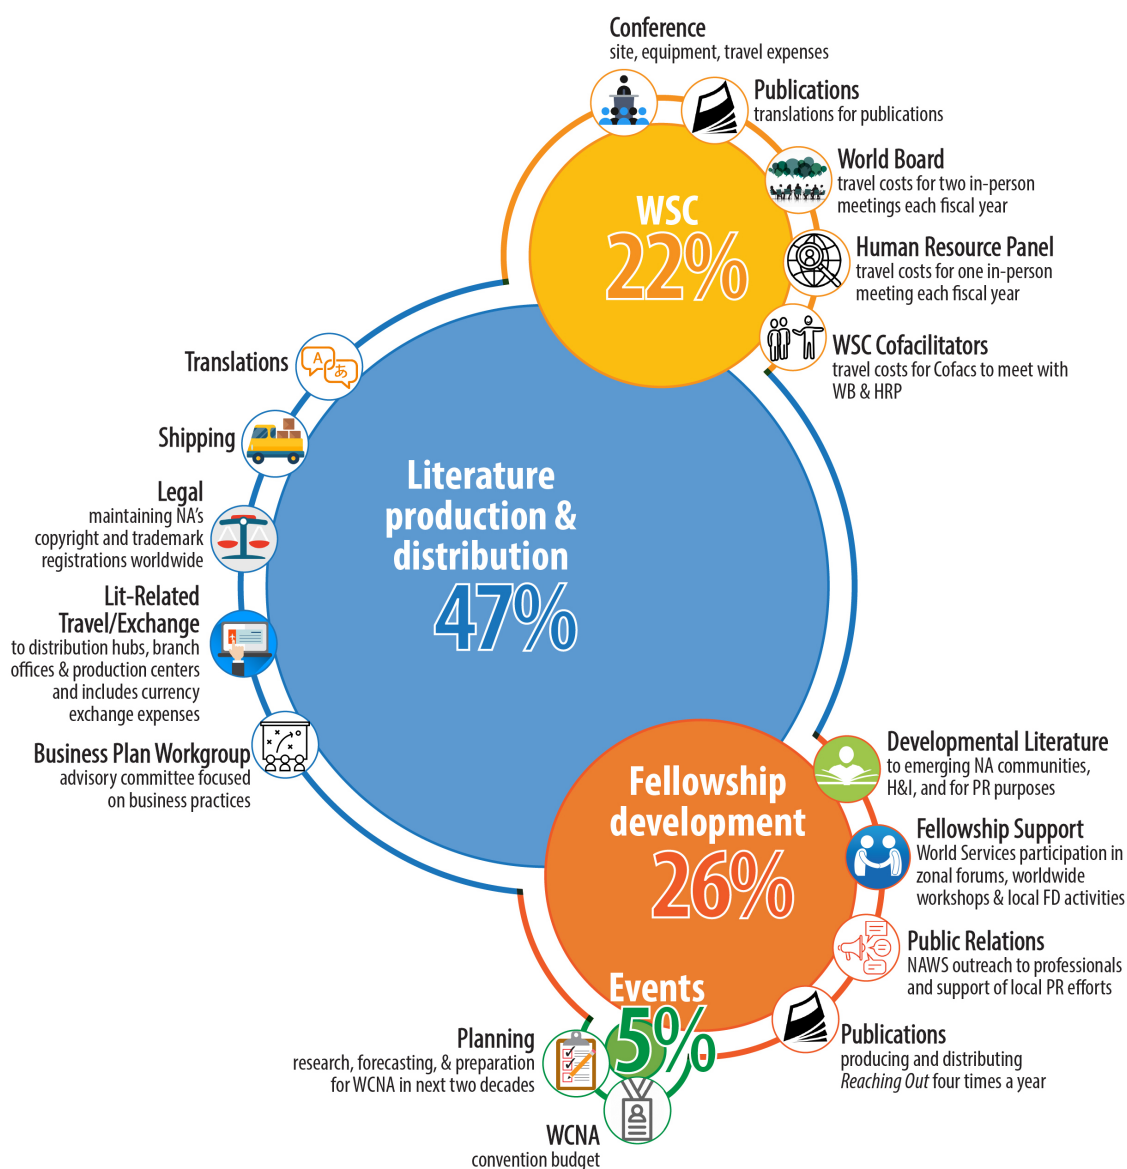 Conference
site, equipment, travel expenses
Publications
translations for publications
World Board
travel costs for two in-person
meetings each fiscal year
Human Resource Panel
travel costs for one in-person
meeting each fiscal year
WSC Cofacilitators
travel costs for Cofacs to meet with
WB & HRP
WSC
22%
Translations
A
あ
Shipping
Legal
maintaining NA's
copyright and trademark
registrations worldwide
Lit-Related
Travel/Exchange
to distribution hubs, branch
offices & production centers
and includes currency
exchange expenses
Business Plan Workgroup
advisory committee focused
on business practices
Literature
production &
distribution
47%
Fellowship
development
26%
Developmental Literature
to emerging NA communities,
H&I, and for PR purposes
Fellowship Support
World Services participation in
zonal forums, worldwide
workshops & local FD activities
Public Relations
NAWS outreach to professionals
and support of local PR efforts
Publications
producing and distributing
Reaching Out four times a year
Events
5%
Planning
research, forecasting, & preparation
for WCNA in next two decades
WCNA
convention budget